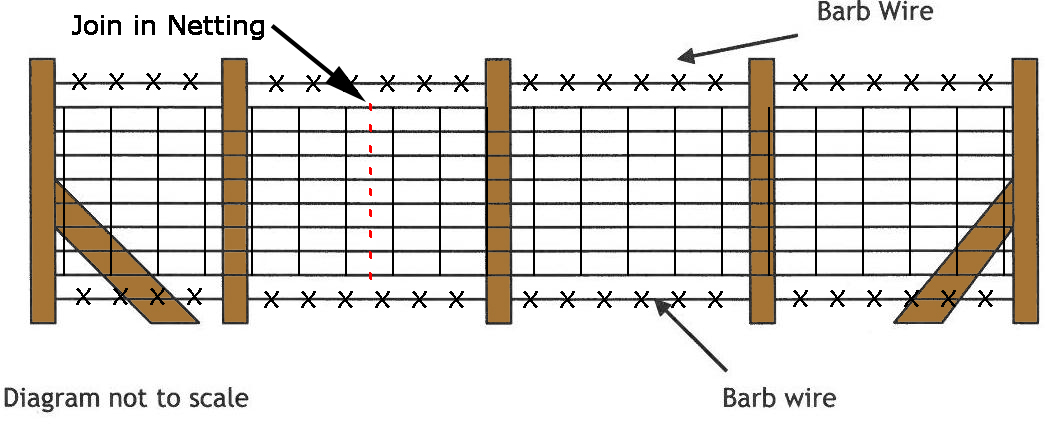 Barb Wire
Join in Netting
Diagram not to scale
Barb wire